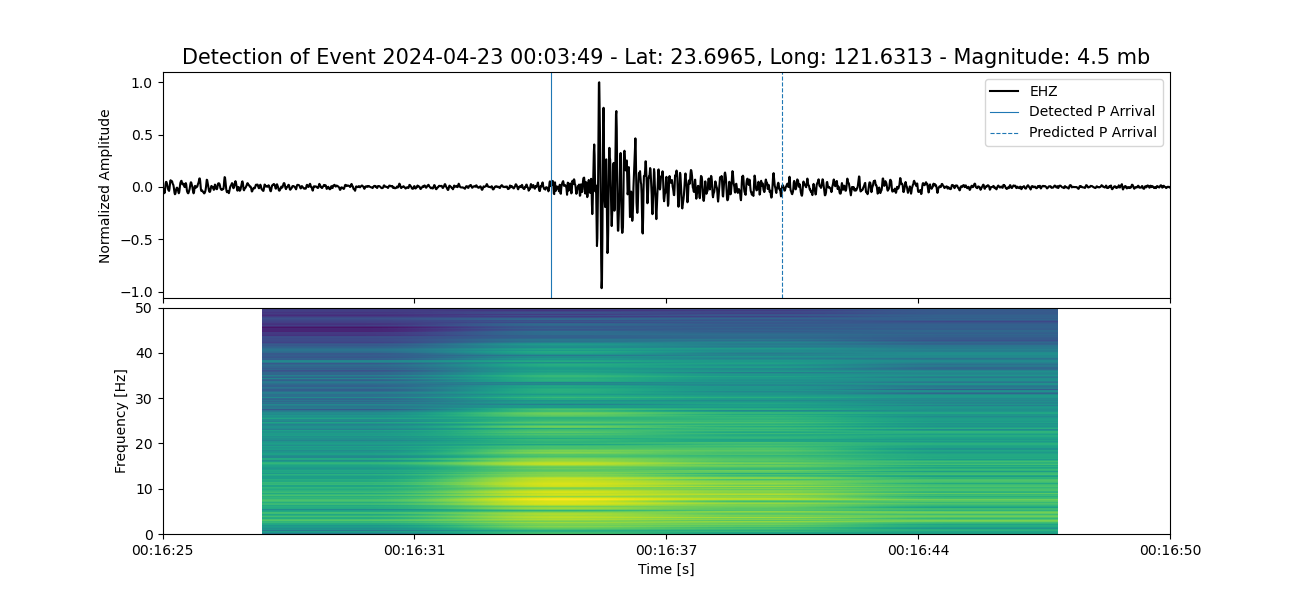 Detection of Event 2024-04-23 00:03:49 - Lat: 23.6965, Long: 121.6313 - Magnitude: 4.5 mb
Normalized Amplitude
1.0
0.5
0.0
−0.5
−1.0
EHZ
Detected P Arrival
Predicted P Arrival
Frequency [Hz]
50
40
30
20
10
0
00:16:25 00:16:31 00:16:37 00:16:44 00:16:50
Time [s]